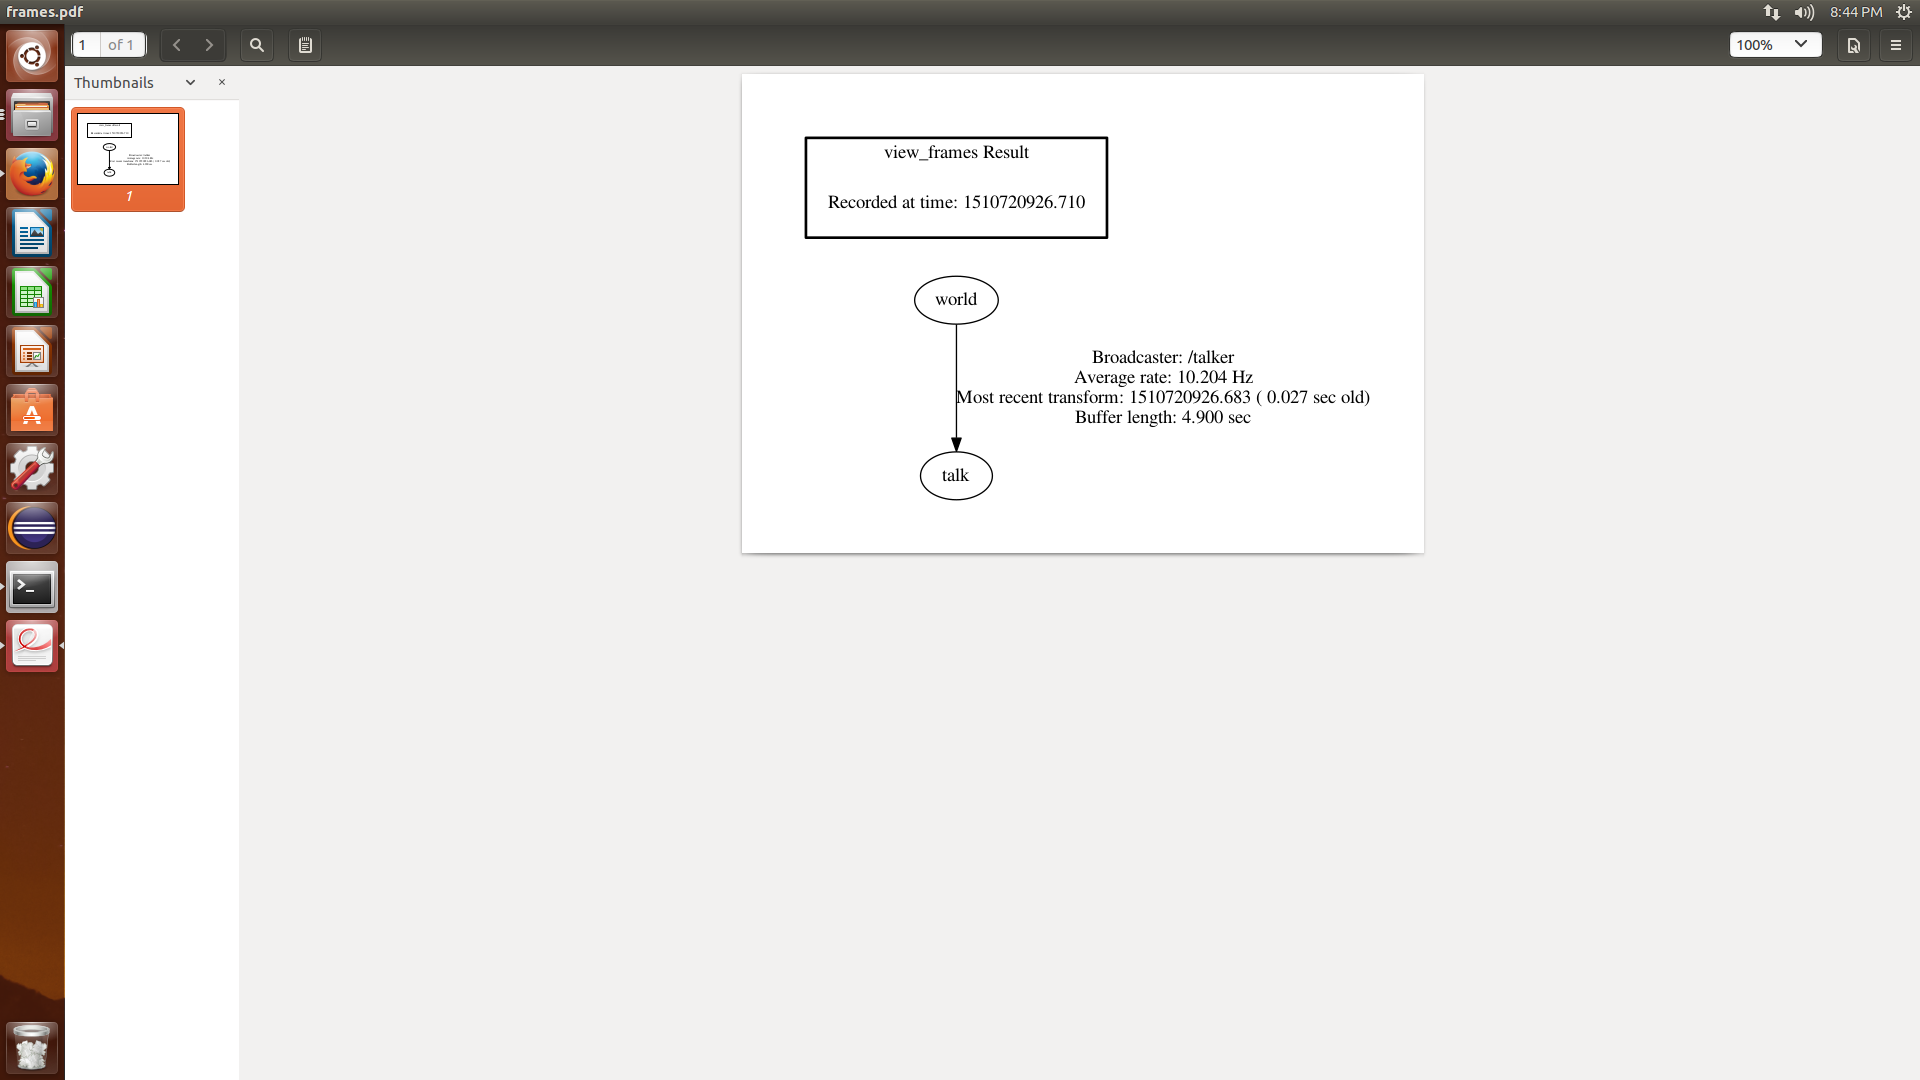 frames.pdf
8:44 PM
1 of 1
100%
Thumbnails
1
view_frames Result
Recorded at time: 1510720926.710
world
Broadcaster: /talker
Average rate: 10.204 Hz
Most recent transform: 1510720926.683 ( 0.027 sec old)
Buffer length: 4.900 sec
talk